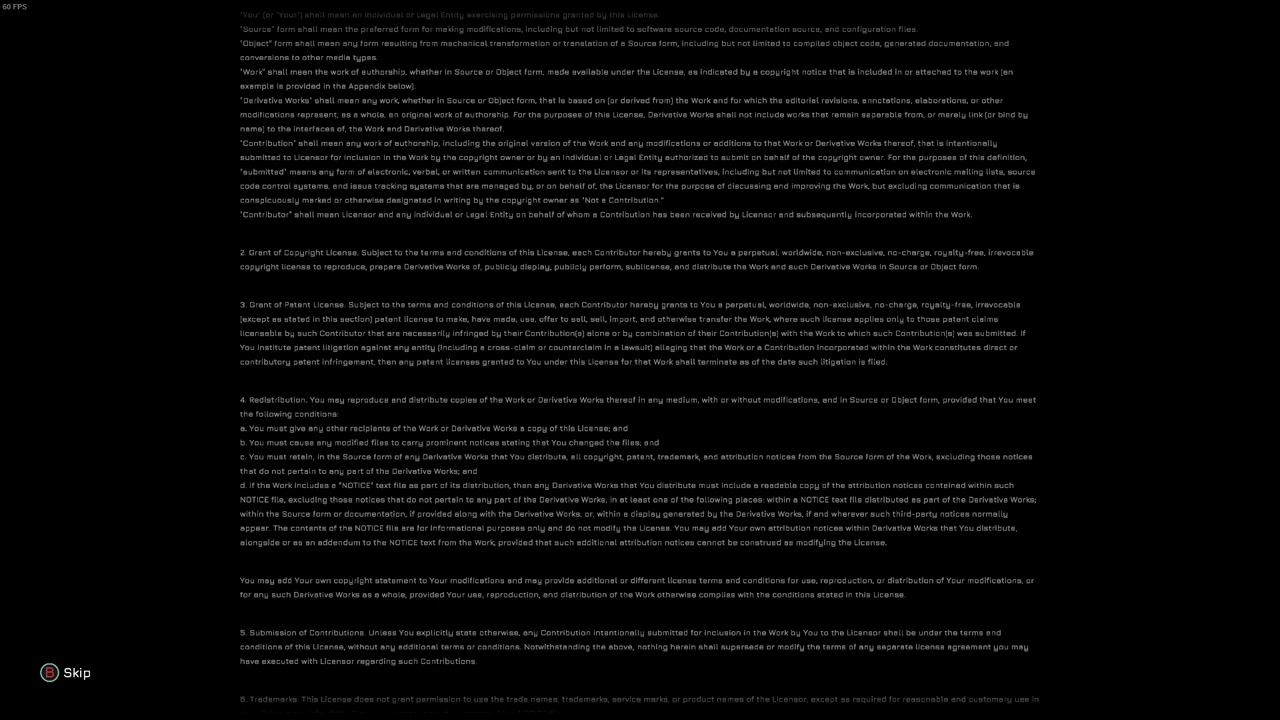 60 FPS
"You" (or "Your") shall mean an individual or Legal Entity exercising permissions granted by this License.
"Source" form shall mean the preferred form for making modifications, including but not limited to software source code, documentation source, and configuration files.
"Object" form shall mean any form resulting from mechanical transformation or translation of a Source form, including but not limited to compiled object code, generated documentation, and
conversions to other media types.
"Work" shall mean the work of authorship, whether in Source or Object form, made available under the License, as indicated by a copyright notice that is included in or attached to the work (an
example is provided in the Appendix below).
"Derivative Works" shall mean any work, whether in Source or Object form, that is based on (or derived from) the Work and for which the editorial revisions, annotations, elaborations, or other
modifications represent, as a whole, an original work of authorship. For the purposes of this License, Derivative Works shall not include works that remain separable from, or merely link (or bind by
name) to the interfaces of, the Work and Derivative Works thereof.
"Contribution" shall mean any work of authorship, including the original version of the Work and any modifications or additions to that Work or Derivative Works thereof, that is intentionally
submitted to Licensor for inclusion in the Work by the copyright owner or by an individual or Legal Entity authorized to submit on behalf of the copyright owner. For the purposes of this definition,
"submitted" means any form of electronic, verbal, or written communication sent to the Licensor or its representatives, including but not limited to communication on electronic mailing lists, source
code control systems, and issue tracking systems that are managed by, or on behalf of, the Licensor for the purpose of discussing and improving the Work, but excluding communication that is
conspicuously marked or otherwise designated in writing by the copyright owner as "Not a Contribution."
"Contributor" shall mean Licensor and any individual or Legal Entity on behalf of whom a Contribution has been received by Licensor and subsequently incorporated within the Work.
2. Grant of Copyright License. Subject to the terms and conditions of this License, each Contributor hereby grants to You a perpetual, worldwide, non-exclusive, no-charge, royalty-free, irrevocable
copyright license to reproduce, prepare Derivative Works of, publicly display, publicly perform, sublicense, and distribute the Work and such Derivative Works in Source or Object form.
3. Grant of Patent License. Subject to the terms and conditions of this License, each Contributor hereby grants to You a perpetual, worldwide, non-exclusive, no-charge, royalty-free, irrevocable
(except as stated in this section) patent license to make, have made, use, offer to sell, sell, import, and otherwise transfer the Work, where such license applies only to those patent claims
licensable by such Contributor that are necessarily infringed by their Contribution(s) alone or by combination of their Contribution(s) with the Work to which such Contribution(s) was submitted. If
You institute patent litigation against any entity (including a cross-claim or counterclaim in a lawsuit) alleging that the Work or a Contribution incorporated within the Work constitutes direct or
contributory patent infringement, then any patent licenses granted to You under this License for that Work shall terminate as of the date such litigation is filed.
4. Redistribution. You may reproduce and distribute copies of the Work or Derivative Works thereof in any medium, with or without modifications, and in Source or Object form, provided that You meet
the following conditions:
a. You must give any other recipients of the Work or Derivative Works a copy of this License; and
b. You must cause any modified files to carry prominent notices stating that You changed the files; and
c. You must retain, in the Source form of any Derivative Works that You distribute, all copyright, patent, trademark, and attribution notices from the Source form of the Work, excluding those notices
that do not pertain to any part of the Derivative Works; and
d. If the Work includes a "NOTICE" text file as part of its distribution, then any Derivative Works that You distribute must include a readable copy of the attribution notices contained within such
NOTICE file, excluding those notices that do not pertain to any part of the Derivative Works, in at least one of the following places: within a NOTICE text file distributed as part of the Derivative Works;
within the Source form or documentation, if provided along with the Derivative Works; or, within a display generated by the Derivative Works, if and wherever such third-party notices normally
appear. The contents of the NOTICE file are for informational purposes only and do not modify the License. You may add Your own attribution notices within Derivative Works that You distribute,
alongside or as an addendum to the NOTICE text from the Work, provided that such additional attribution notices cannot be construed as modifying the License.
You may add Your own copyright statement to Your modifications and may provide additional or different license terms and conditions for use, reproduction, or distribution of Your modifications, or
for any such Derivative Works as a whole, provided Your use, reproduction, and distribution of the Work otherwise complies with the conditions stated in this License.
5. Submission of Contributions. Unless You explicitly state otherwise, any Contribution intentionally submitted for inclusion in the Work by You to the Licensor shall be under the terms and
conditions of this License, without any additional terms or conditions. Notwithstanding the above, nothing herein shall supersede or modify the terms of any separate license agreement you may
have executed with Licensor regarding such Contributions.
B Skip
6. Trademarks. This License does not grant permission to use the trade names, trademarks, service marks, or product names of the Licensor, except as required for reasonable and customary use in